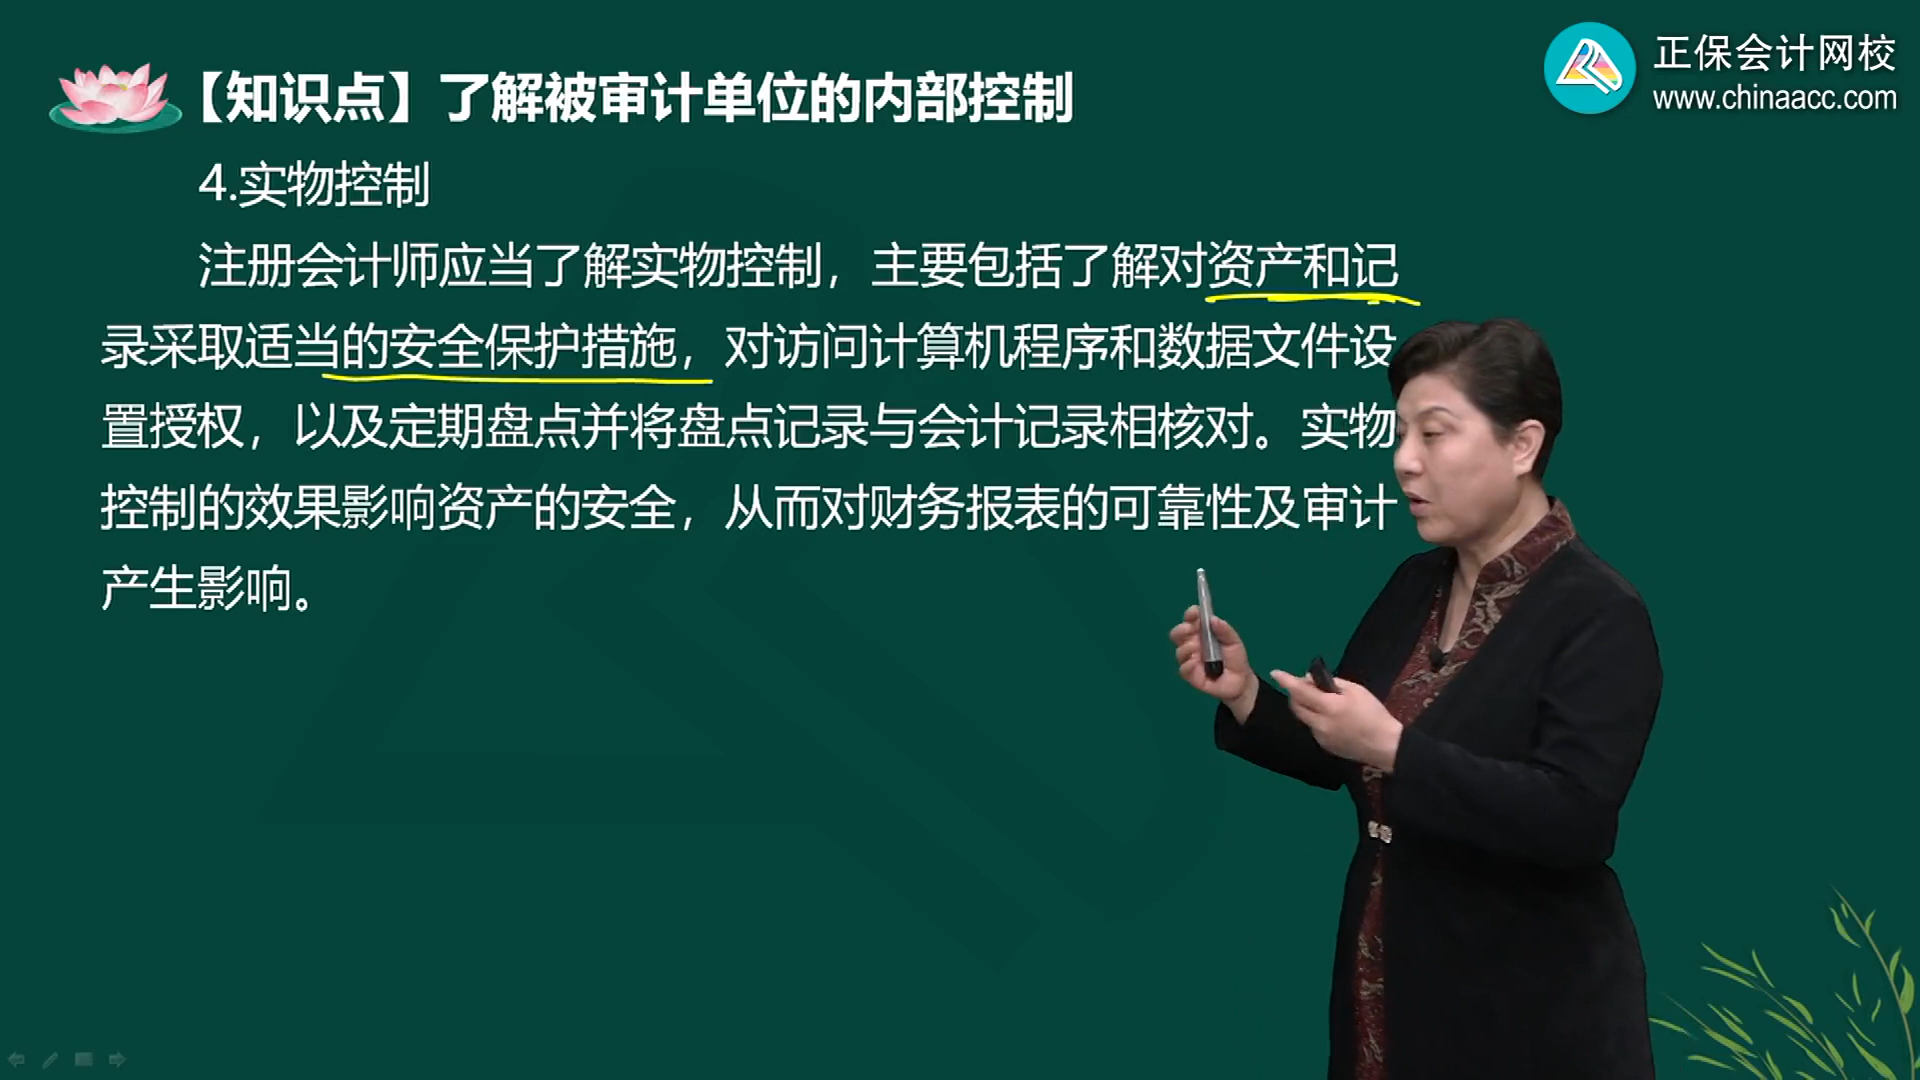 正保会计网校
www.chinaacc.com
【知识点】了解被审计单位的内部控制
4.实物控制
注册会计师应当了解实物控制，主要包括了解对资产和记
录采取适当的安全保护措施，对访问计算机程序和数据文件设
置授权，以及定期盘点并将盘点记录与会计记录相核对。实物
控制的效果影响资产的安全，从而对财务报表的可靠性及审计
产生影响。